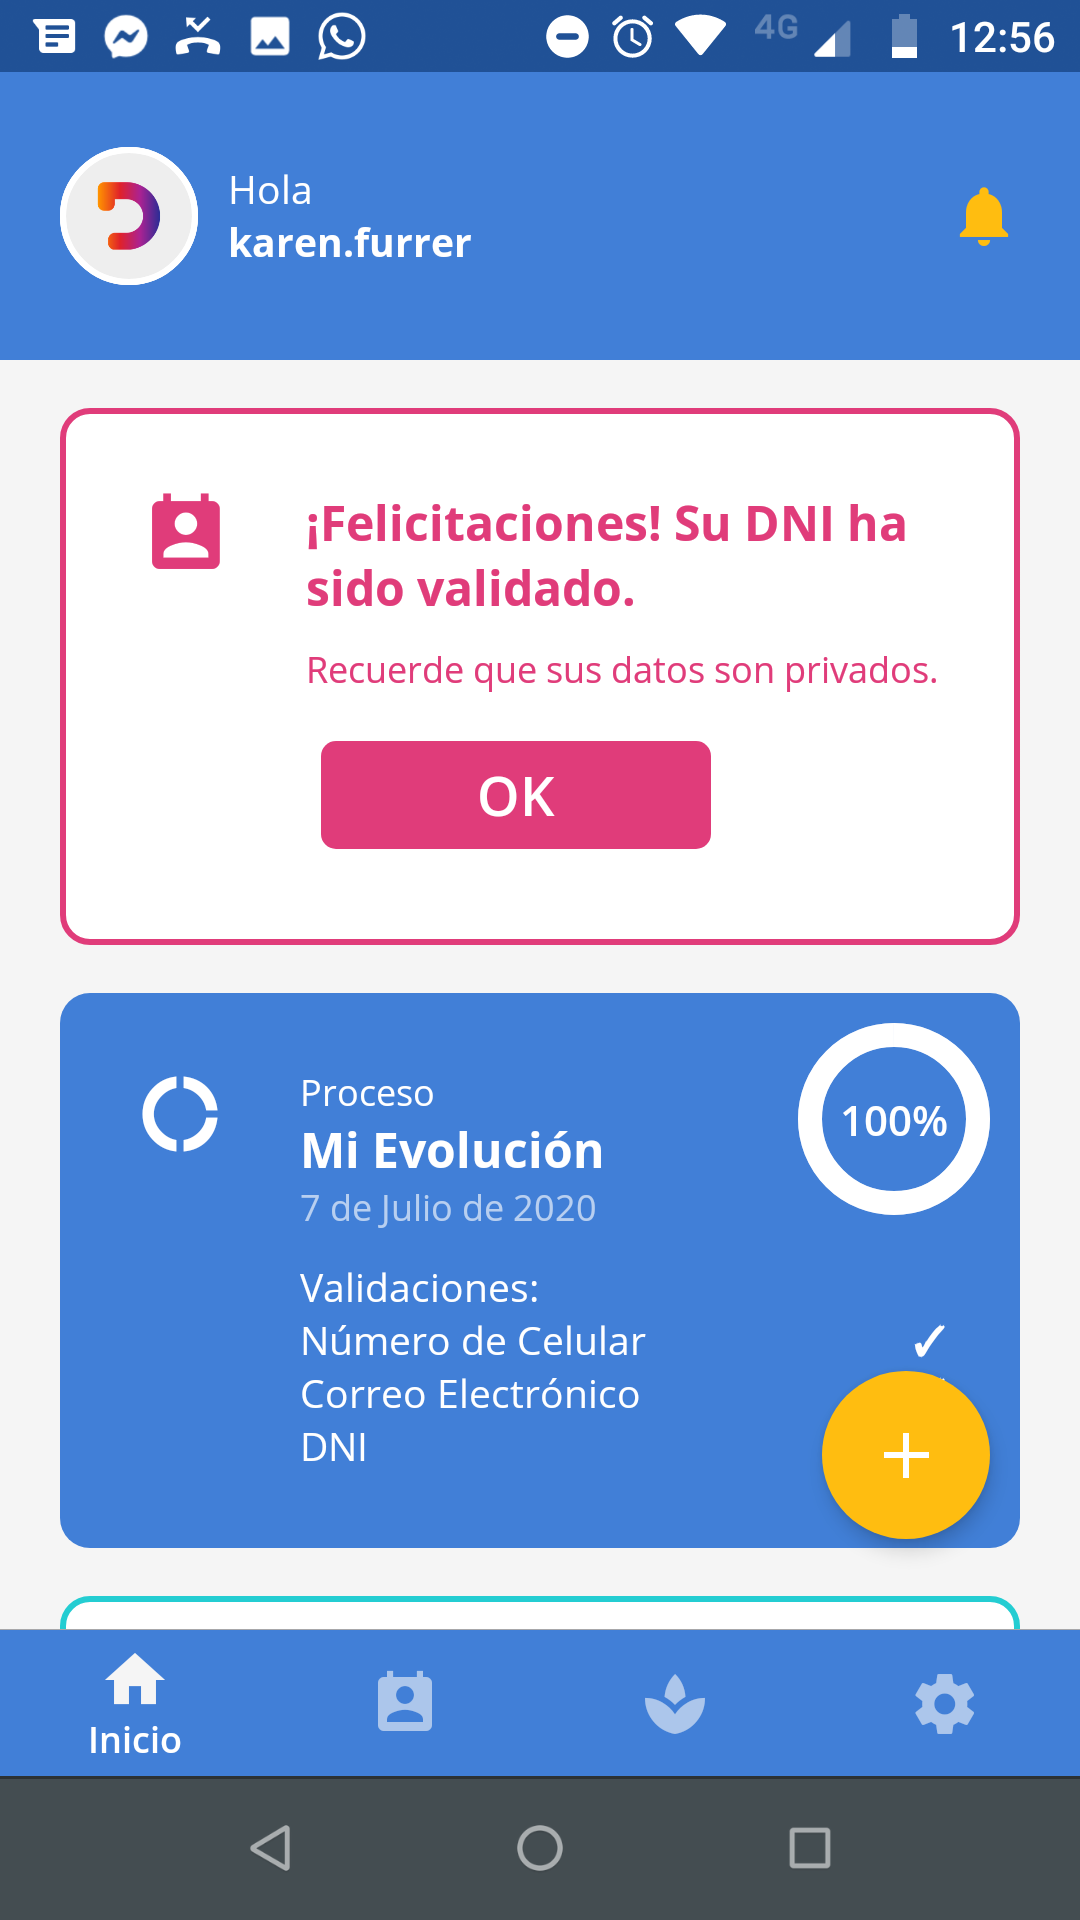 4G
12:56
Hola
karen.furrer
¡Felicitaciones! Su DNI ha
sido validado.
Recuerde que sus datos son privados.
OK
Proceso
Mi Evolución
7 de Julio de 2020
100%
Validaciones:
Número de Celular ✓
Correo Electrónico
DNI
Inicio